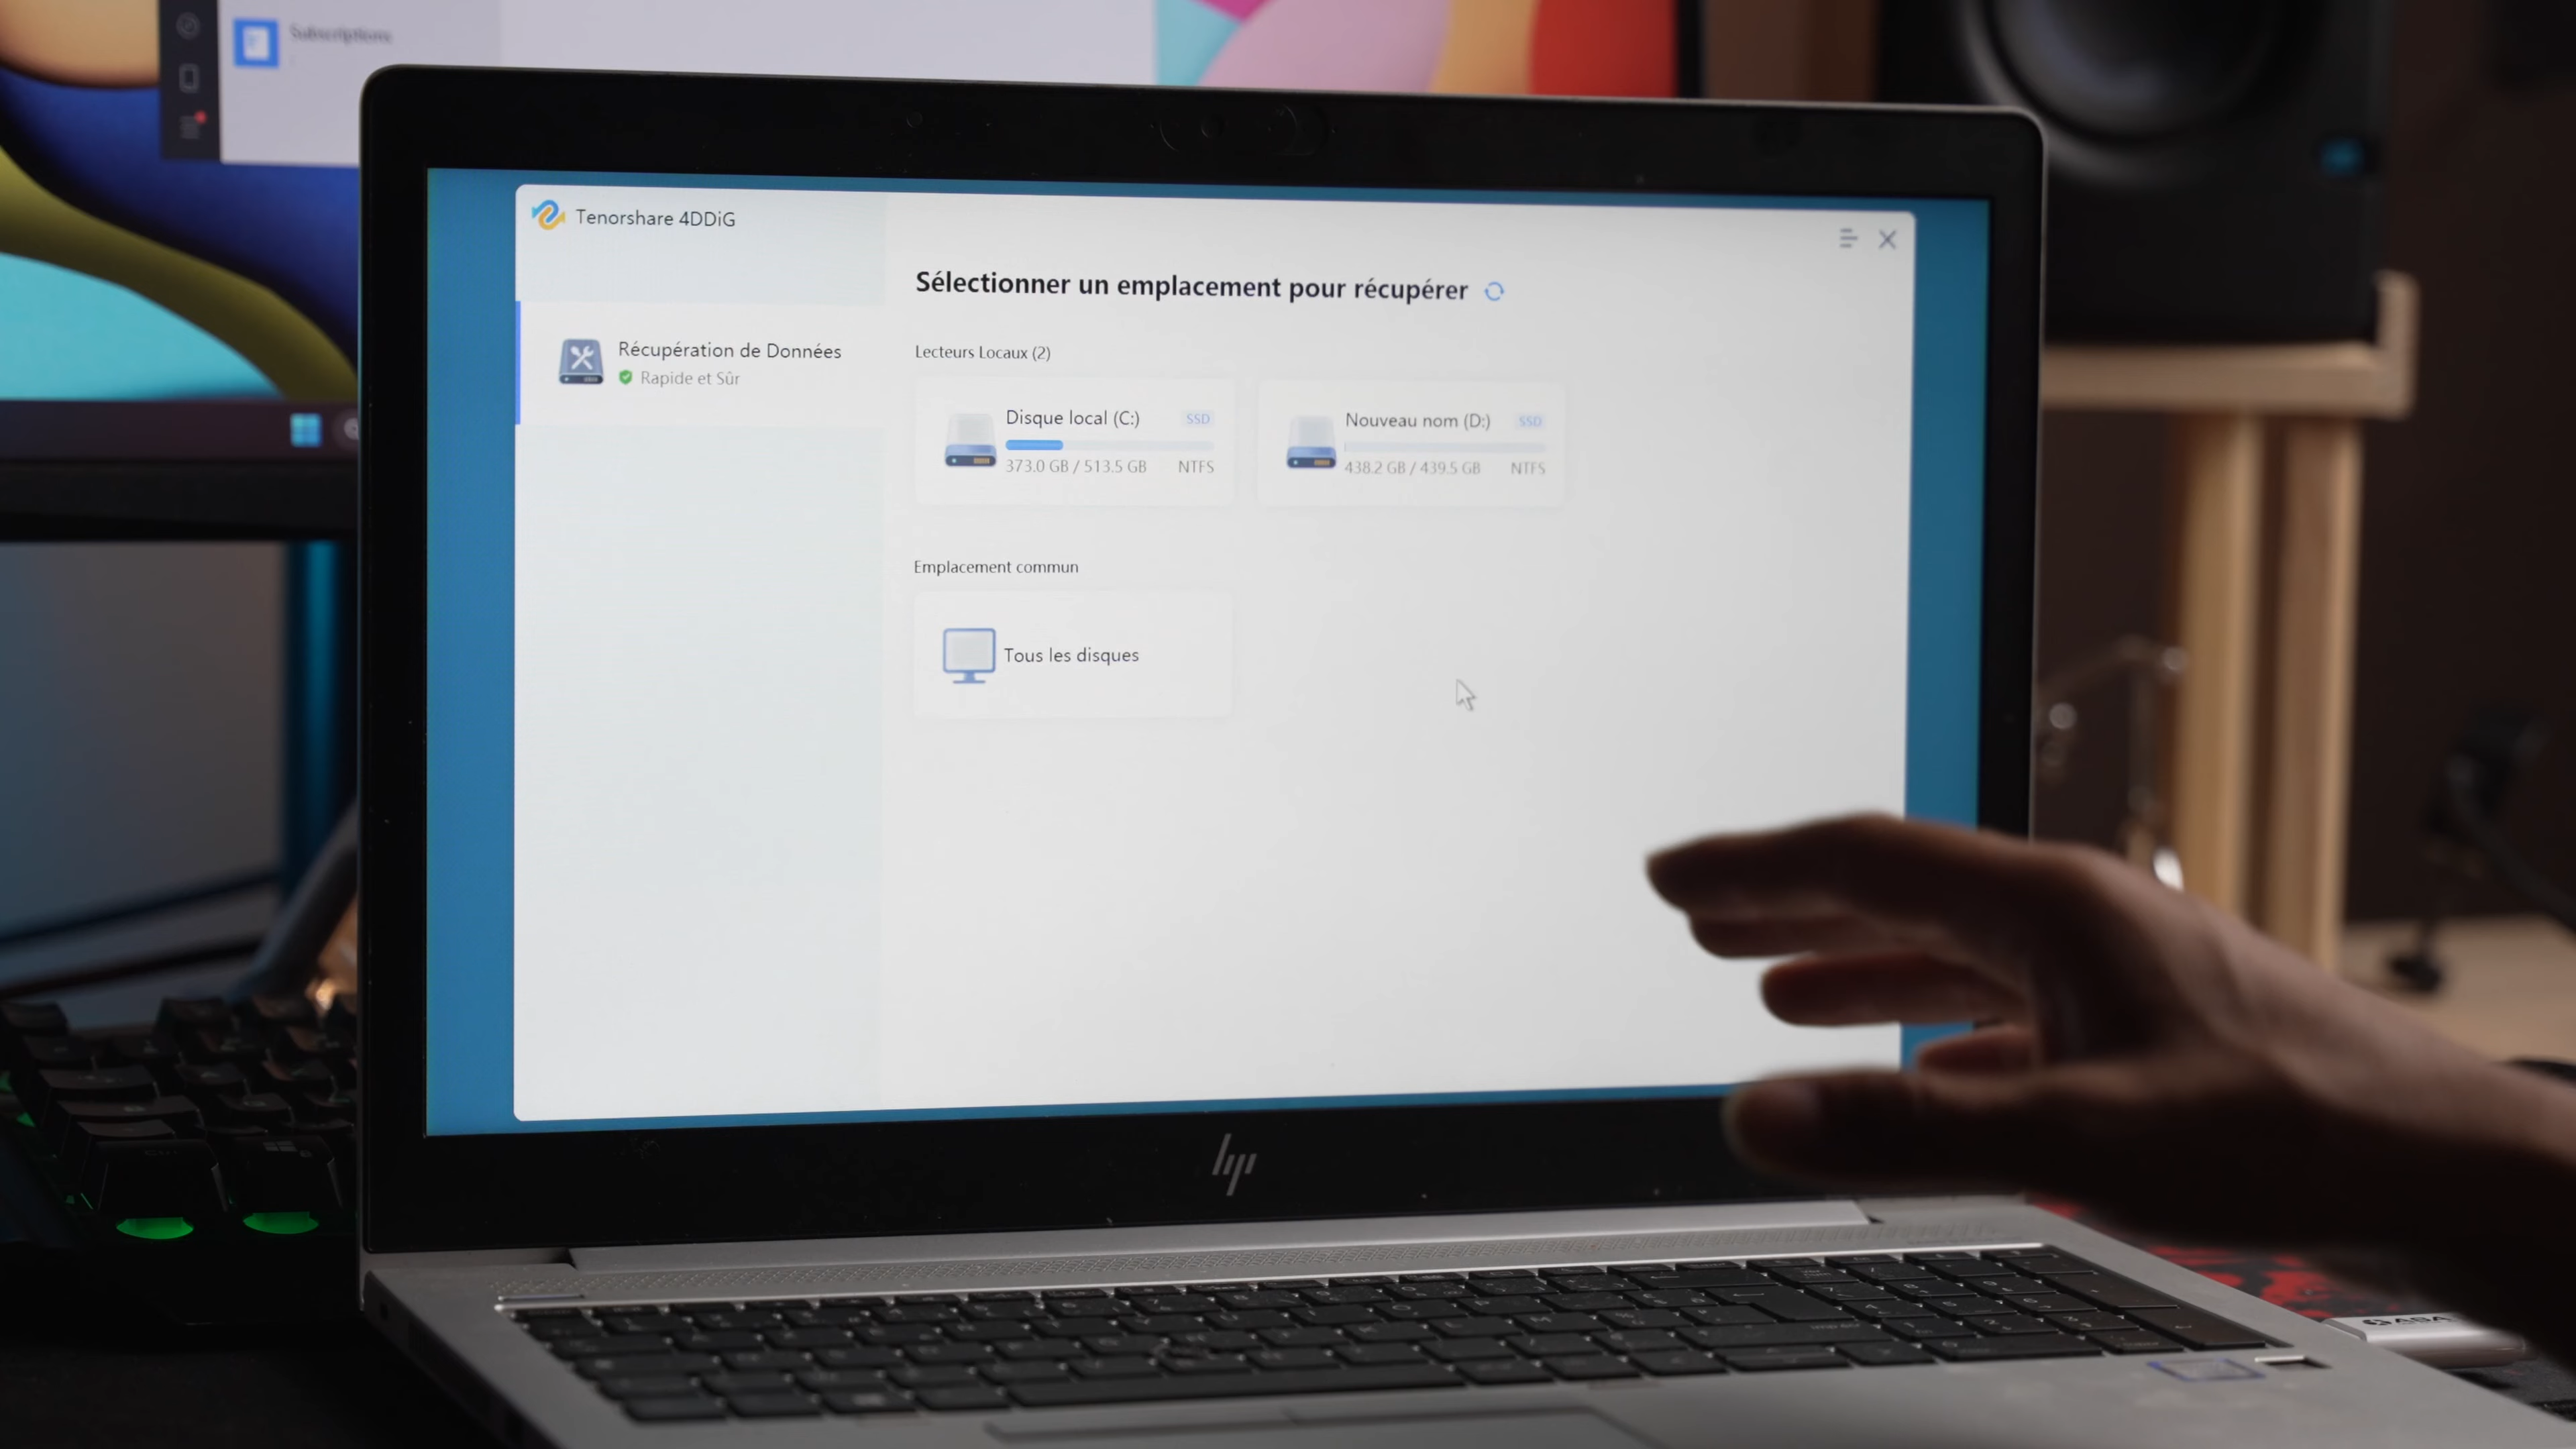 Subscriptions
Tenorshare 4DDiG
Sélectionner un emplacement pour récupérer
Récupération de Données
Rapide et Sûr
Lecteurs Locaux (2)
Disque local (C:) SSD
373.0 GB / 513.5 GB NTFS
Nouveau nom (D:) SSD
438.2 GB / 439.5 GB NTFS
Emplacement commun
Tous les disques
hp